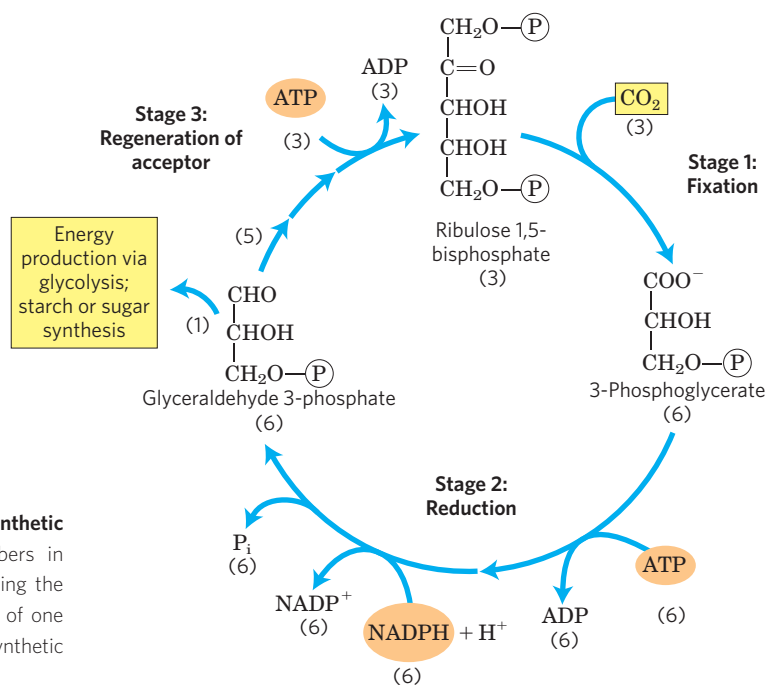 CH₂O—Ⓟ
C=O
CHOH
CHOH
CH₂O—Ⓟ
Ribulose 1,5-
bisphosphate
(3)
CO₂
(3)
Stage 1:
Fixation
COO⁻
CHOH
CH₂O—Ⓟ
3-Phosphoglycerate
(6)
ATP
(6)
ADP
(6)
Stage 2:
Reduction
NADPH + H⁺
(6)
NADP⁺
(6)
Pᵢ
(6)
CHO
CHOH
CH₂O—Ⓟ
Glyceraldehyde 3-phosphate
(6)
(1)
Energy
production via
glycolysis;
starch or sugar
synthesis
(5)
Stage 3:
Regeneration of
acceptor
ATP
(3)
ADP
(3)
nthetic
bers in
ing the
of one
ynthetic